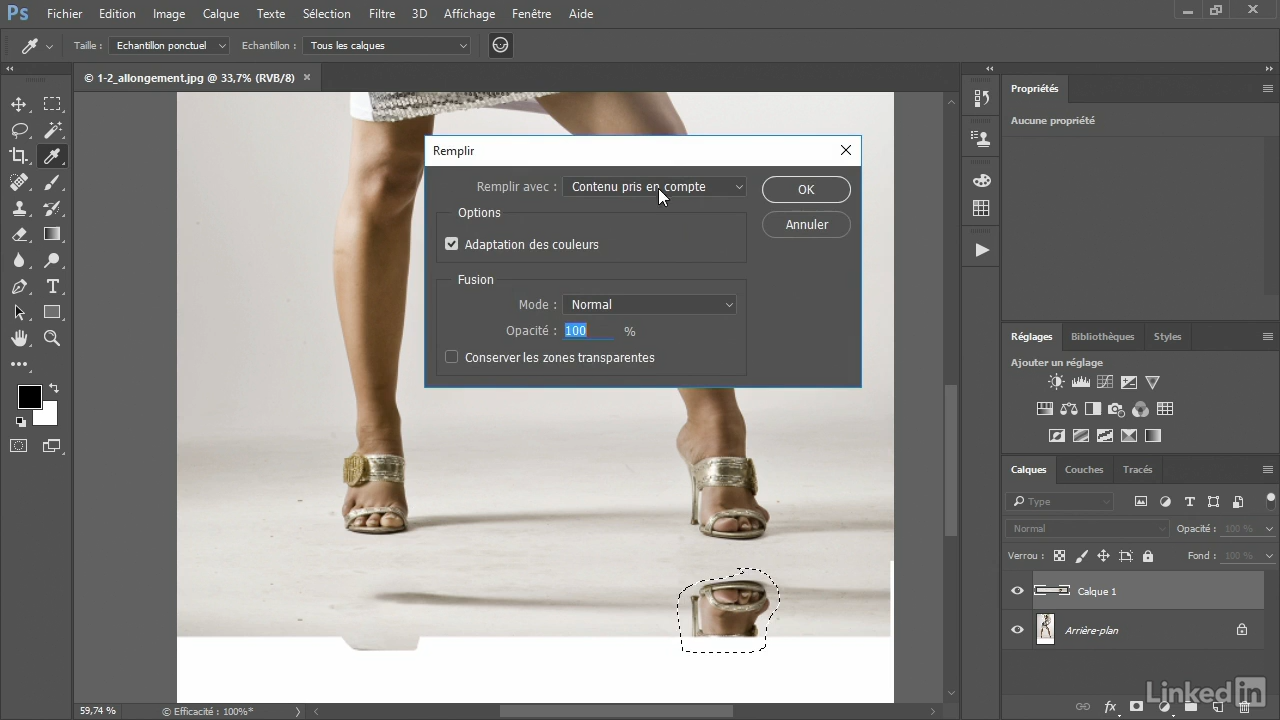 Ps Fichier Edition Image Calque Texte Sélection Filtre 3D Affichage Fenêtre Aide
Taille : Echantillon ponctuel Echantillon : Tous les calques
© 1-2_allongement.jpg @ 33,7% (RVB/8) ×
Propriétés
Aucune propriété
Remplir
Remplir avec : Contenu pris en compte OK
Options
Annuler
Adaptation des couleurs
Fusion
Mode : Normal
Opacité : 100 %
Conserver les zones transparentes
Réglages Bibliothèques Styles
Ajouter un réglage
Calques Couches Tracés
Type
Normal Opacité : 100 %
Verrou : Fond : 100 %
Calque 1
Arrière-plan
fx
59,74 % © Efficacité : 100%*
Linked in